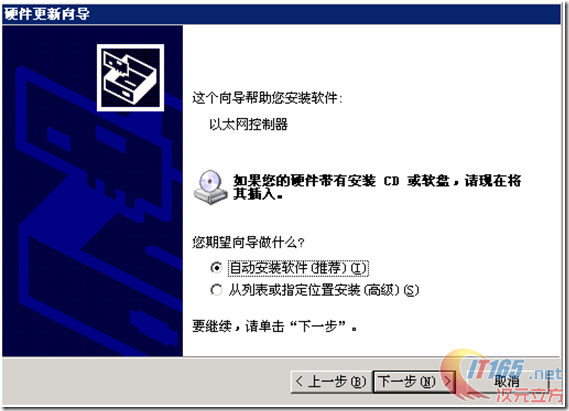 硬件更新向导
这个向导帮助您安装软件:
以太网控制器
如果您的硬件带有安装 CD 或软盘，请现在将
其插入。
您期望向导做什么?
自动安装软件(推荐)(I)
从列表或指定位置安装(高级)(S)
要继续，请单击“下一步”。
< 上一步(B)
下一步(N) >
取消
IT165.net
次元立方